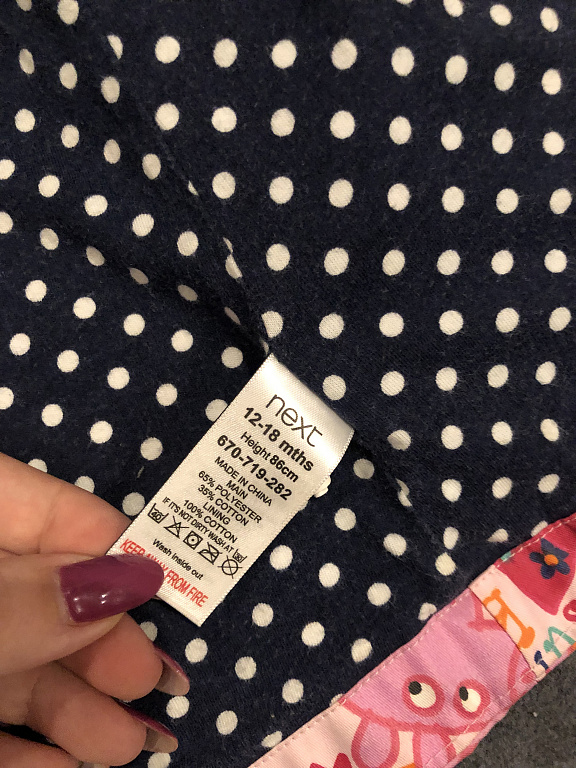 next
12-18 mths
Height 86cm
670-719-282
MADE IN CHINA
MAIN
65% POLYESTER
35% COTTON
LINING
100% COTTON
IF IT'S NOT DIRTY WASH AT
Wash inside out
KEEP AWAY FROM FIRE